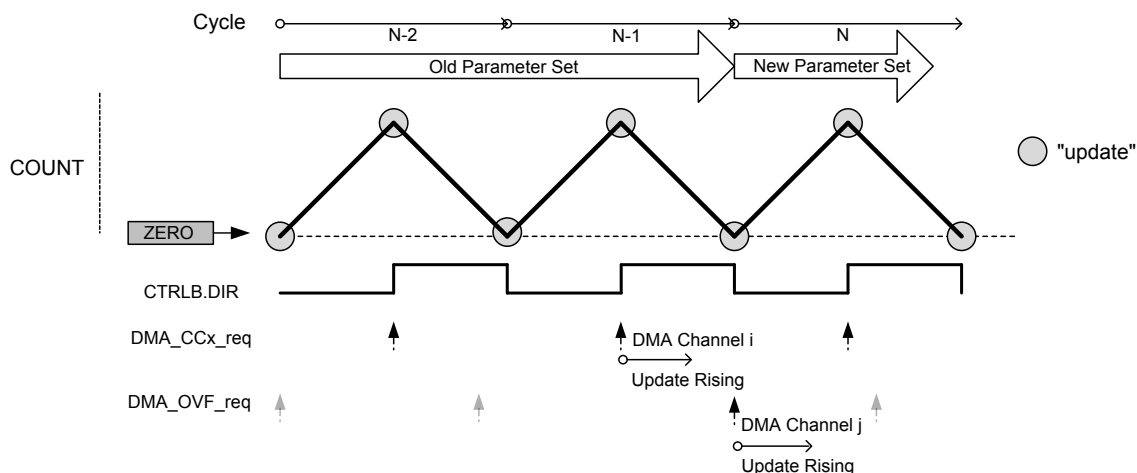 Cycle
N-2
N-1
N
Old Parameter Set
New Parameter Set
COUNT
"update"
ZERO
CTRLB.DIR
DMA_CCx_req
DMA Channel i
Update Rising
DMA_OVF_req
DMA Channel j
Update Rising